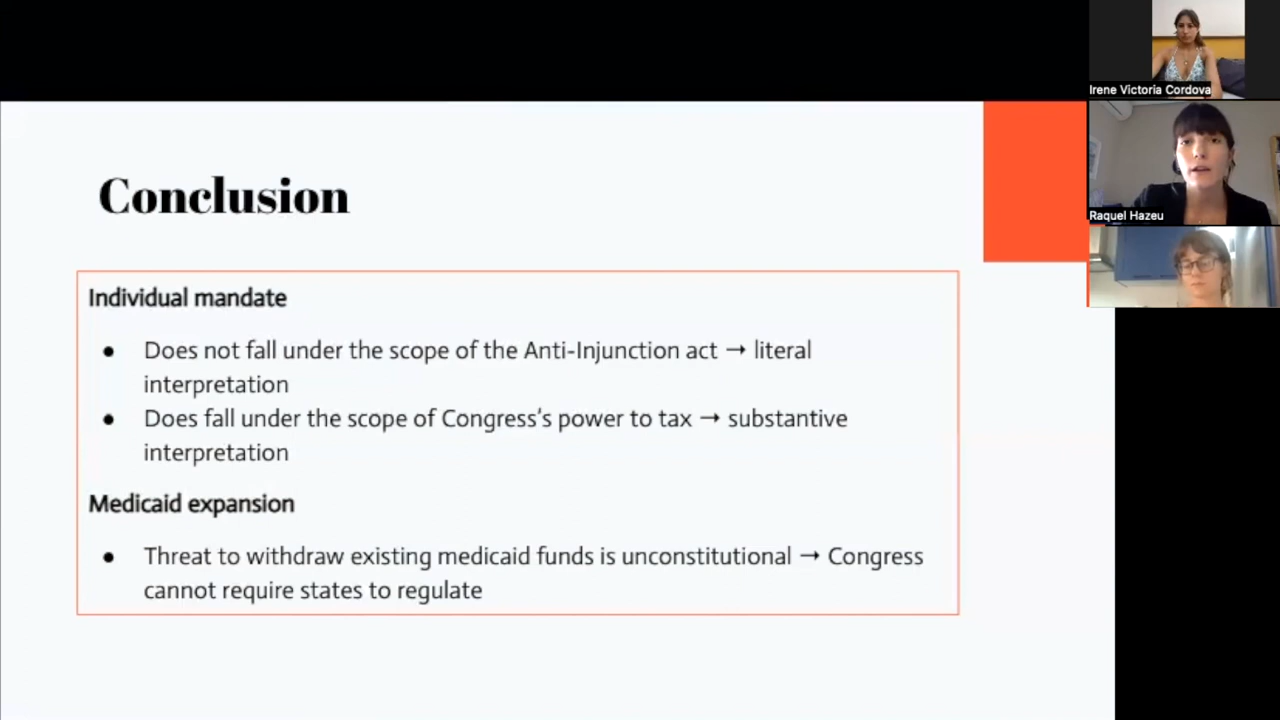 Irene Victoria Cordova
Raquel Hazeu
Conclusion
Individual mandate
● Does not fall under the scope of the Anti-Injunction act → literal
interpretation
● Does fall under the scope of Congress's power to tax → substantive
interpretation
Medicaid expansion
● Threat to withdraw existing medicaid funds is unconstitutional → Congress
cannot require states to regulate